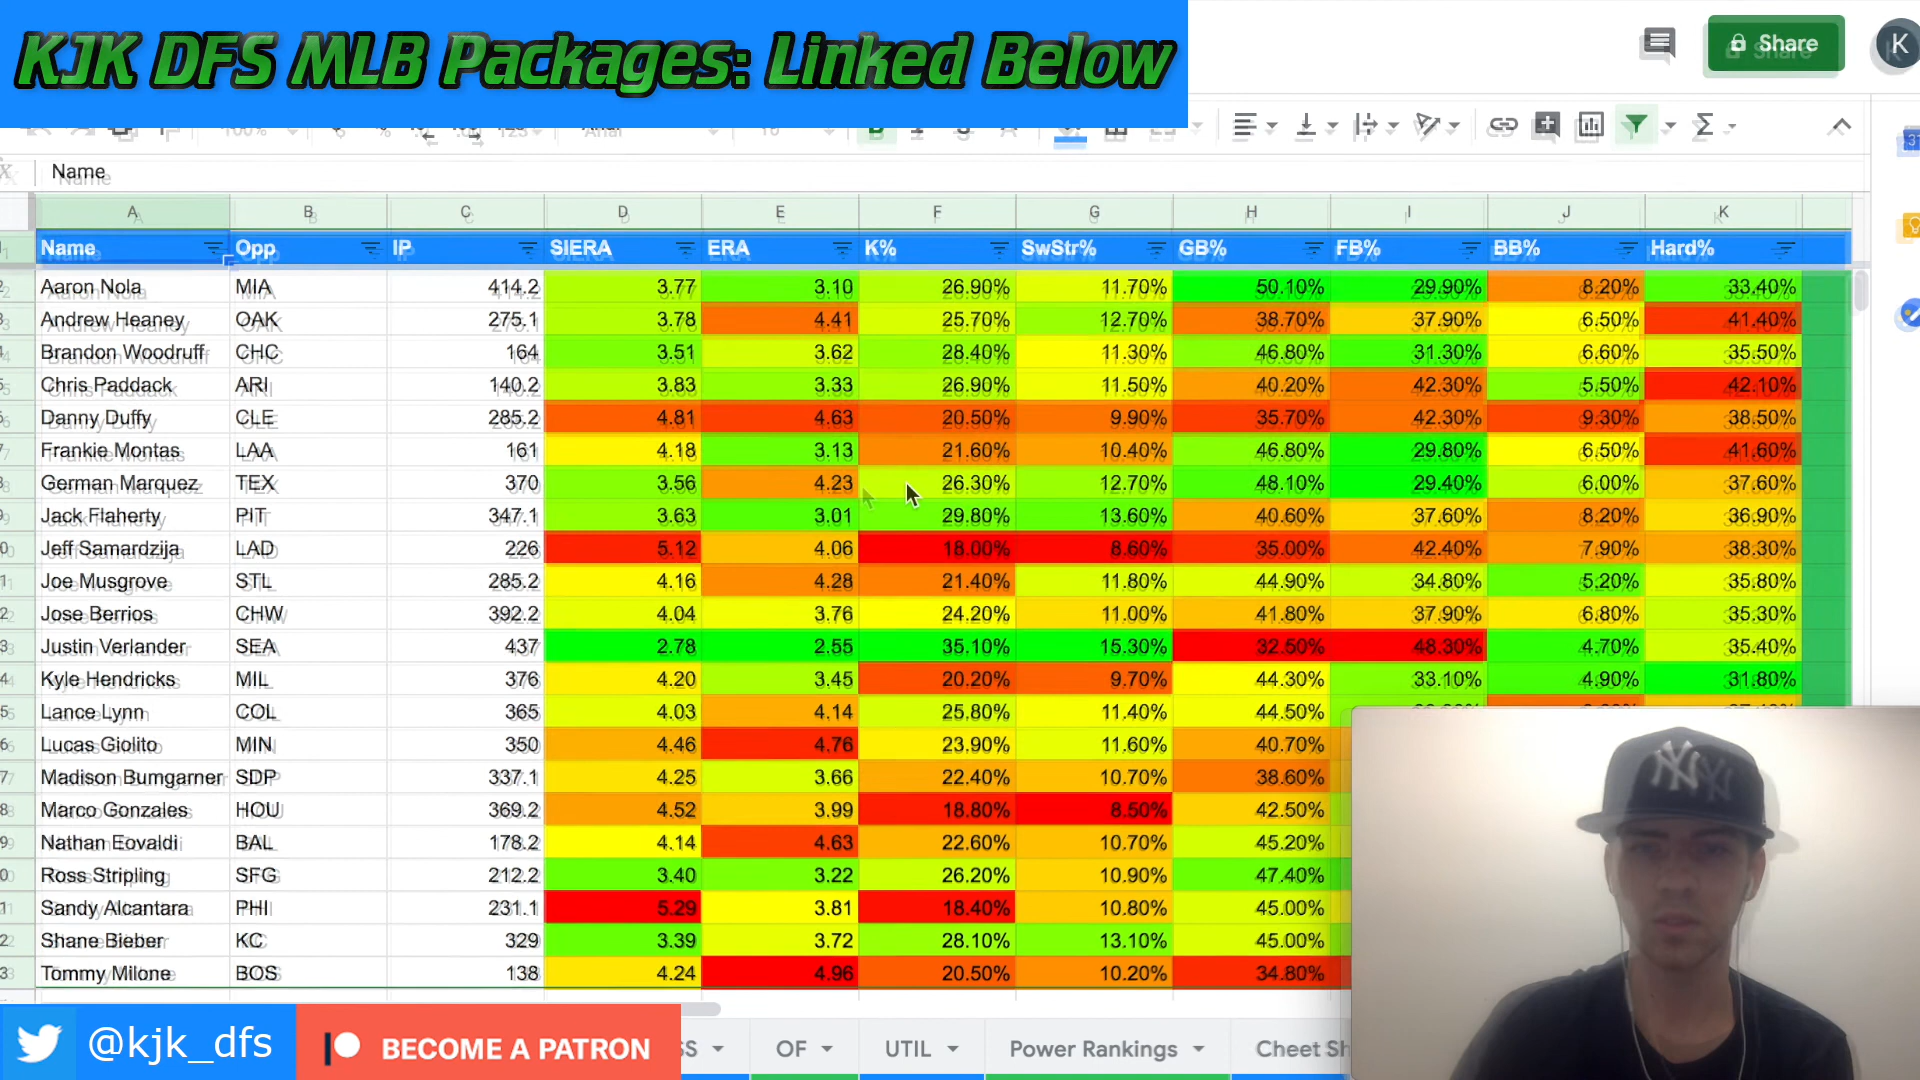 KJK DFS MLB Packages: Linked Below
Share
K
Name
A B C D E F G H I J K
Name Opp IP SIERA ERA K% SwStr% GB% FB% BB% Hard%
Aaron Nola MIA 414.2 3.77 3.10 26.90% 11.70% 50.10% 29.90% 8.20% 33.40%
Andrew Heaney OAK 275.1 3.78 4.41 25.70% 12.70% 38.70% 37.90% 6.50% 41.40%
Brandon Woodruff CHC 164 3.51 3.62 28.40% 11.30% 46.80% 31.30% 6.60% 35.50%
Chris Paddack ARI 140.2 3.83 3.33 26.90% 11.50% 40.20% 42.30% 5.50% 42.10%
Danny Duffy CLE 285.2 4.81 4.63 20.50% 9.90% 35.70% 42.30% 9.30% 38.50%
Frankie Montas LAA 161 4.18 3.13 21.60% 10.40% 46.80% 29.80% 6.50% 41.60%
German Marquez TEX 370 3.56 4.23 26.30% 12.70% 48.10% 29.40% 6.00% 37.60%
Jack Flaherty PIT 347.1 3.63 3.01 29.80% 13.60% 40.60% 37.60% 8.20% 36.90%
Jeff Samardzija LAD 226 5.12 4.06 18.00% 8.60% 35.00% 42.40% 7.90% 38.30%
Joe Musgrove STL 285.2 4.16 4.28 21.40% 11.80% 44.90% 34.80% 5.20% 35.80%
Jose Berrios CHW 392.2 4.04 3.76 24.20% 11.00% 41.80% 37.90% 6.80% 35.30%
Justin Verlander SEA 437 2.78 2.55 35.10% 15.30% 32.50% 48.30% 4.70% 35.40%
Kyle Hendricks MIL 376 4.20 3.45 20.20% 9.70% 44.30% 33.10% 4.90% 31.80%
Lance Lynn COL 365 4.03 4.14 25.80% 11.40% 44.50%
Lucas Giolito MIN 350 4.46 4.76 23.90% 11.60% 40.70%
Madison Bumgarner SDP 337.1 4.25 3.66 22.40% 10.70% 38.60%
Marco Gonzales HOU 369.2 4.52 3.99 18.80% 8.50% 42.50%
Nathan Eovaldi BAL 178.2 4.14 4.63 22.60% 10.70% 45.20%
Ross Stripling SFG 212.2 3.40 3.22 26.20% 10.90% 47.40%
Sandy Alcantara PHI 231.1 5.29 3.81 18.40% 10.80% 45.00%
Shane Bieber KC 329 3.39 3.72 28.10% 13.10% 45.00%
Tommy Milone BOS 138 4.24 4.96 20.50% 10.20% 34.80%
@kjk_dfs BECOME A PATRON SS OF UTIL Power Rankings Cheet Sh